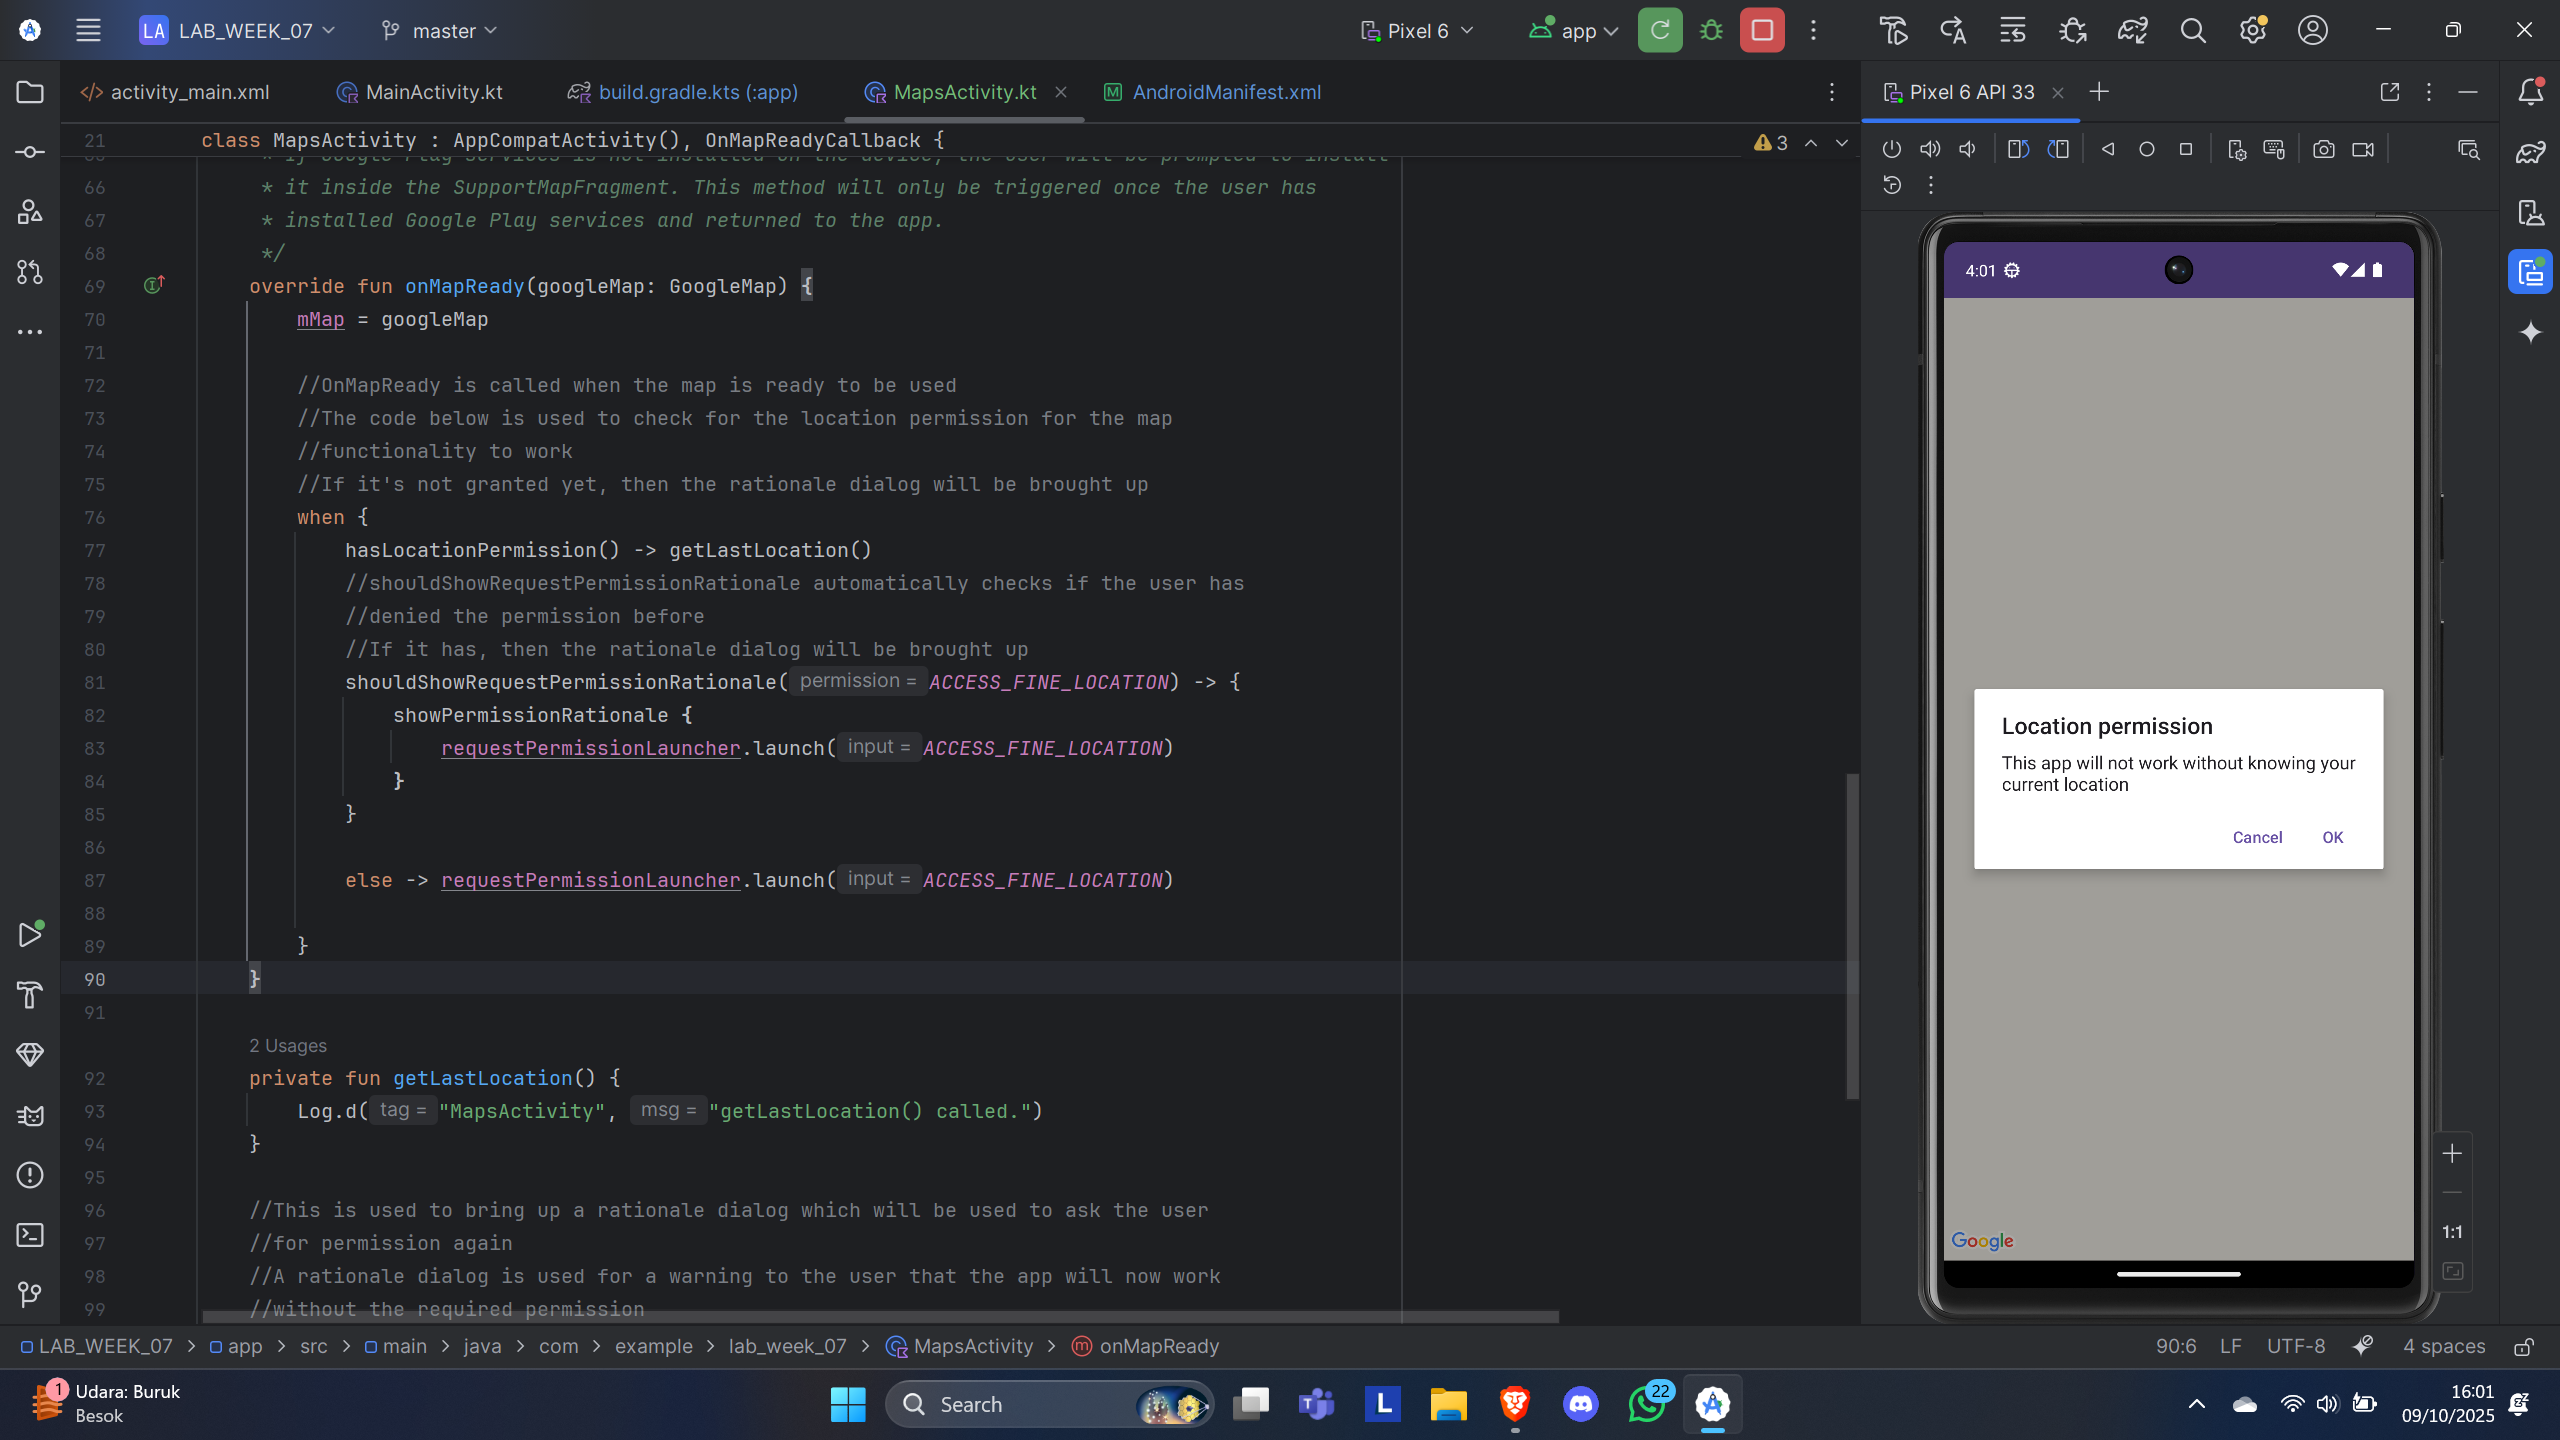 LA LAB_WEEK_07 master Pixel 6 app
activity_main.xml MainActivity.kt build.gradle.kts (:app) MapsActivity.kt AndroidManifest.xml Pixel 6 API 33
21 class MapsActivity : AppCompatActivity(), OnMapReadyCallback { 3
66 * it inside the SupportMapFragment. This method will only be triggered once the user has
67 * installed Google Play services and returned to the app.
68 */
69 override fun onMapReady(googleMap: GoogleMap) {
70 mMap = googleMap
71
72 //OnMapReady is called when the map is ready to be used
73 //The code below is used to check for the location permission for the map
74 //functionality to work
75 //If it's not granted yet, then the rationale dialog will be brought up
76 when {
77 hasLocationPermission() -> getLastLocation()
78 //shouldShowRequestPermissionRationale automatically checks if the user has
79 //denied the permission before
80 //If it has, then the rationale dialog will be brought up
81 shouldShowRequestPermissionRationale( permission = ACCESS_FINE_LOCATION) -> {
82 showPermissionRationale {
83 requestPermissionLauncher.launch( input = ACCESS_FINE_LOCATION)
84 }
85 }
86
87 else -> requestPermissionLauncher.launch( input = ACCESS_FINE_LOCATION)
88
89 }
90 }
91
2 Usages
92 private fun getLastLocation() {
93 Log.d( tag = "MapsActivity", msg = "getLastLocation() called.")
94 }
95
96 //This is used to bring up a rationale dialog which will be used to ask the user
97 //for permission again
98 //A rationale dialog is used for a warning to the user that the app will now work
99 //without the required permission
4:01
Location permission
This app will not work without knowing your
current location
Cancel OK
Google
1:1
LAB_WEEK_07 > app > src > main > java > com > example > lab_week_07 > MapsActivity > onMapReady 90:6 LF UTF-8 4 spaces
1 Udara: Buruk
Besok
Search
L
22
16:01
09/10/2025